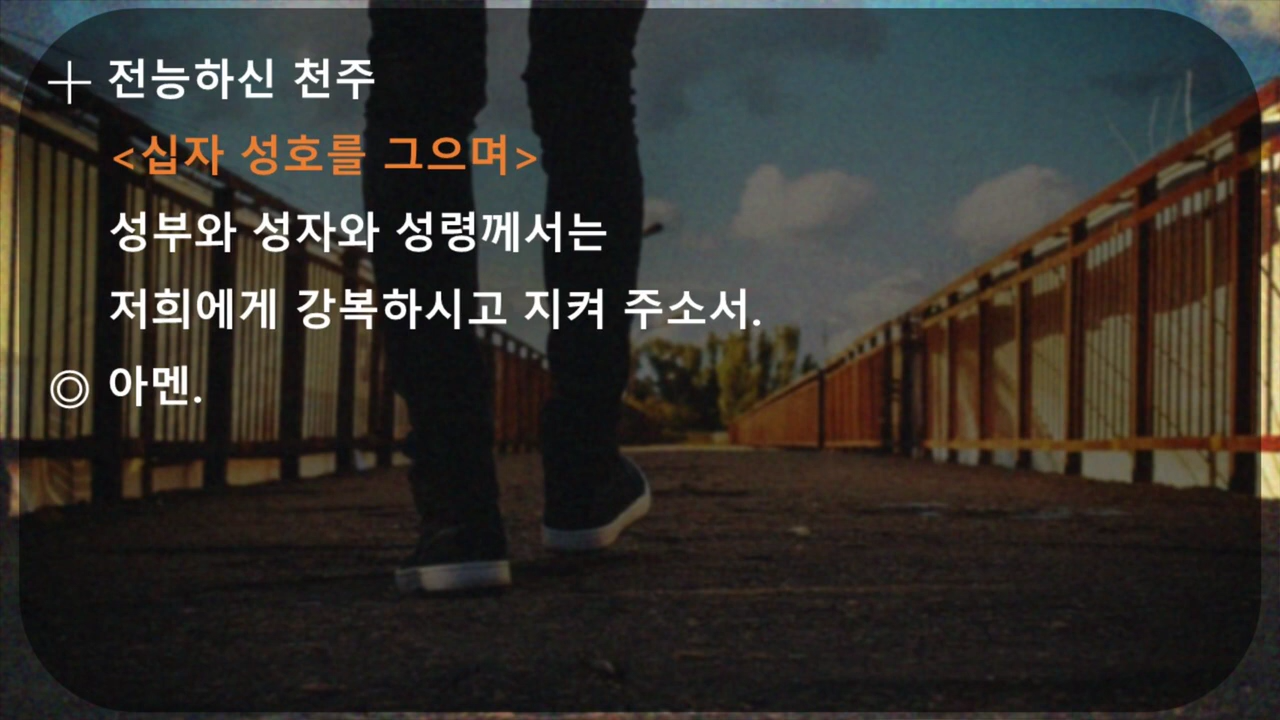 ┼ 전능하신 천주
<십자 성호를 그으며>
성부와 성자와 성령께서는
저희에게 강복하시고 지켜 주소서.
◎ 아멘.